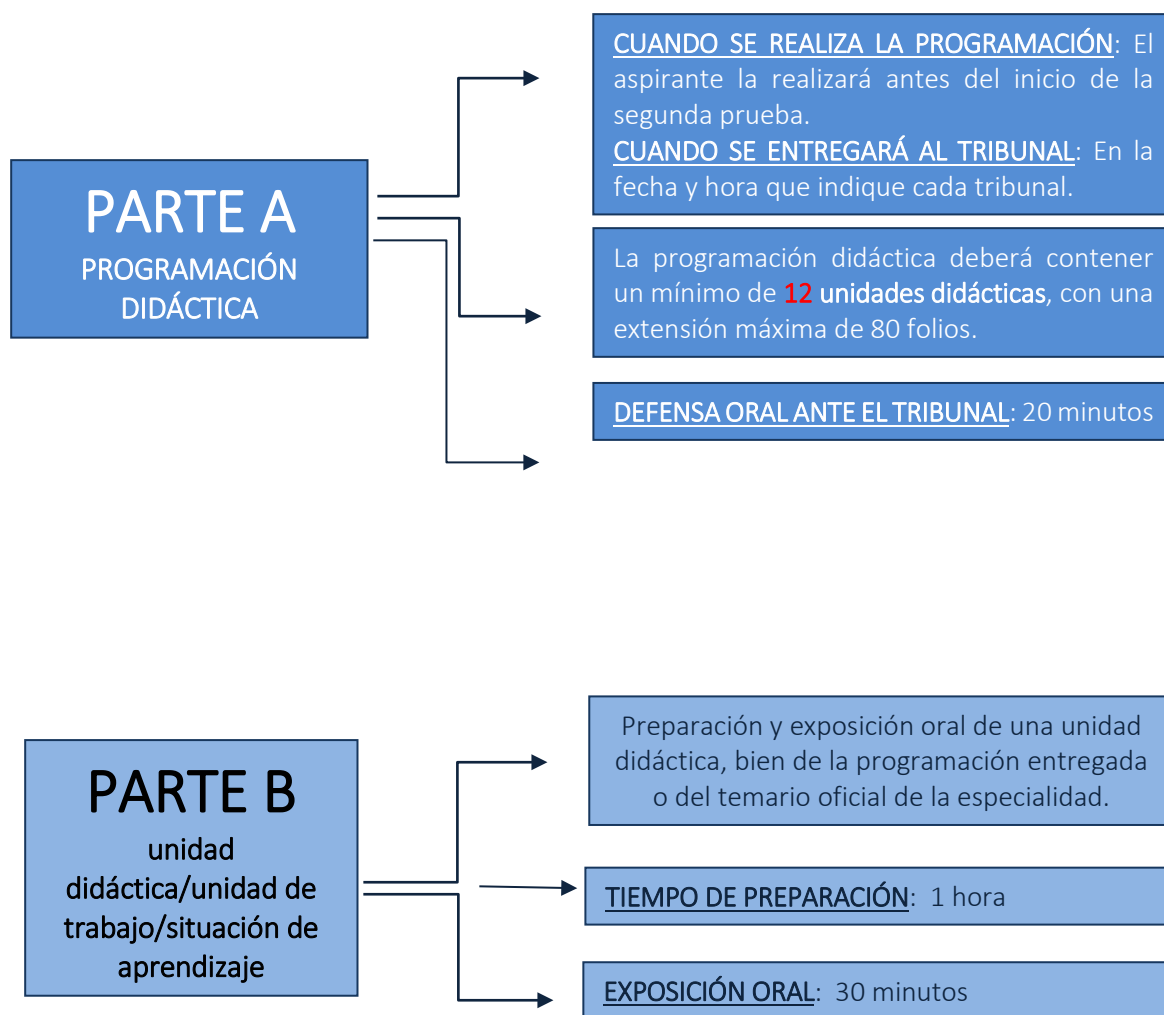 PARTE A
PROGRAMACIÓN
DIDÁCTICA
CUANDO SE REALIZA LA PROGRAMACIÓN: El
aspirante la realizará antes del inicio de la
segunda prueba.
CUANDO SE ENTREGARÁ AL TRIBUNAL: En la
fecha y hora que indique cada tribunal.
La programación didáctica deberá contener
un mínimo de 12 unidades didácticas, con una
extensión máxima de 80 folios.
DEFENSA ORAL ANTE EL TRIBUNAL: 20 minutos
PARTE B
unidad
didáctica/unidad de
trabajo/situación de
aprendizaje
Preparación y exposición oral de una unidad
didáctica, bien de la programación entregada
o del temario oficial de la especialidad.
TIEMPO DE PREPARACIÓN: 1 hora
EXPOSICIÓN ORAL: 30 minutos